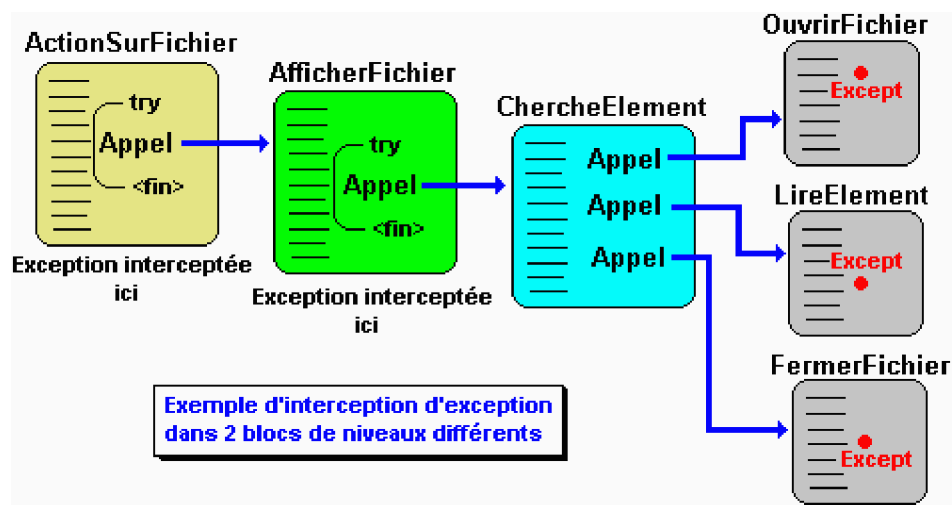 ActionSurFichier
try
Appel
<fin>
Exception interceptée
ici
AfficherFichier
try
Appel
<fin>
Exception interceptée
ici
ChercheElement
Appel
Appel
Appel
OuvrirFichier
Except
LireElement
Except
FermerFichier
Except
Exemple d'interception d'exception
dans 2 blocs de niveaux différents